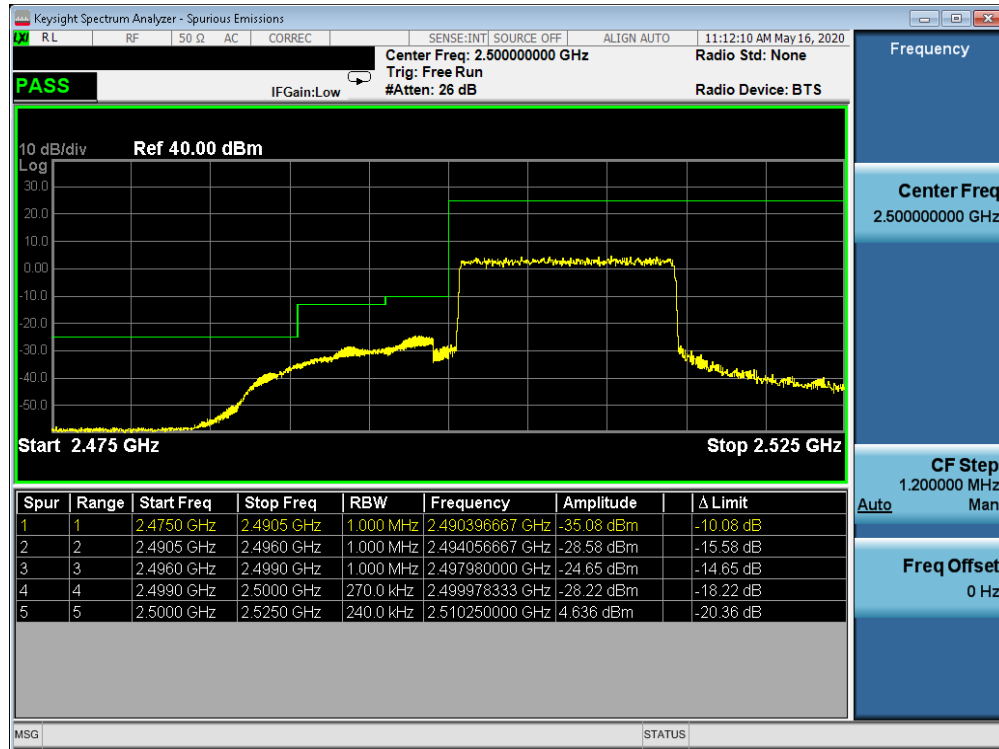 Keysight Spectrum Analyzer - Spurious Emissions
LXI RL RF 50 Ω AC CORREC SENSE:INT SOURCE OFF ALIGN AUTO 11:12:10 AM May 16, 2020
Center Freq: 2.500000000 GHz Radio Std: None
Trig: Free Run
PASS IFGain:Low #Atten: 26 dB Radio Device: BTS
10 dB/div Ref 40.00 dBm
Log
30.0
20.0
10.0
0.00
-10.0
-20.0
-30.0
-40.0
-50.0
Start 2.475 GHz Stop 2.525 GHz
Spur Range Start Freq Stop Freq RBW Frequency Amplitude Δ Limit
1 1 2.4750 GHz 2.4905 GHz 1.000 MHz 2.490396667 GHz -35.08 dBm -10.08 dB
2 2 2.4905 GHz 2.4960 GHz 1.000 MHz 2.494056667 GHz -28.58 dBm -15.58 dB
3 3 2.4960 GHz 2.4990 GHz 1.000 MHz 2.497980000 GHz -24.65 dBm -14.65 dB
4 4 2.4990 GHz 2.5000 GHz 270.0 kHz 2.499978333 GHz -28.22 dBm -18.22 dB
5 5 2.5000 GHz 2.5250 GHz 240.0 kHz 2.510250000 GHz 4.636 dBm -20.36 dB
MSG STATUS
Frequency
Center Freq
2.500000000 GHz
CF Step
1.200000 MHz
Auto Man
Freq Offset
0 Hz